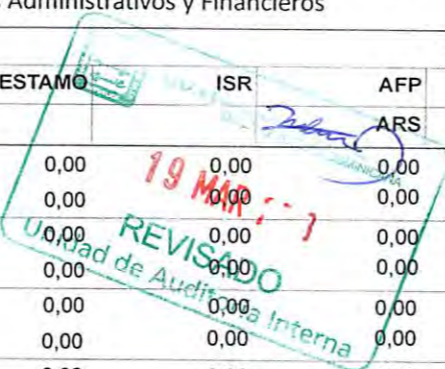 Administrativos y Financieros
ESTAMO ISR AFP
ARS
0,00 0,00 0,00
19 MAR
0,00 0,00 0,00
REVISADO
0,00 0,00 0,00
Unidad de Auditoría Interna
0,00 0,00 0,00
0,00 0,00 0,00
0,00 0,00 0,00